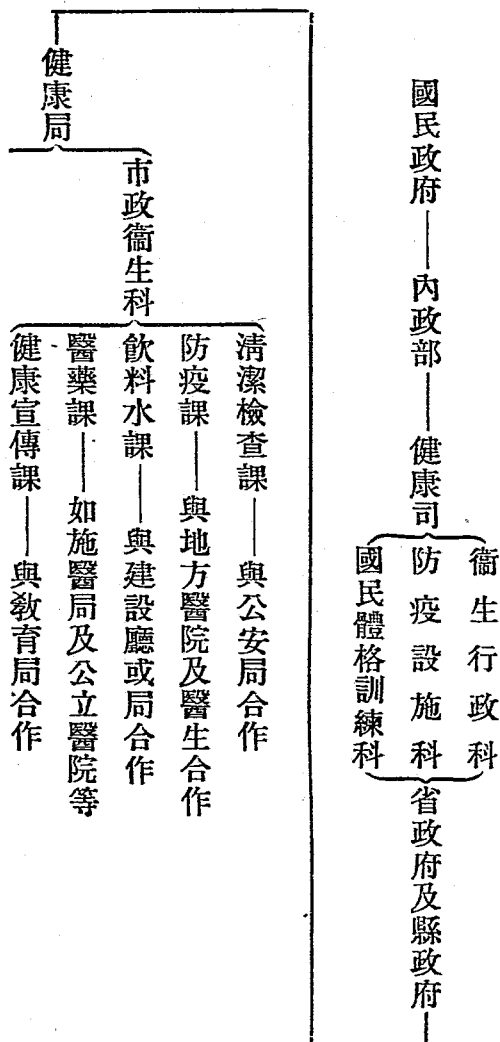 國民政府——內政部——健康司
衞生行政科
防疫設施科
國民體格訓練科
省政府及縣政府——
健康局
市政衞生科
清潔檢查課——與公安局合作
防疫課——與地方醫院及醫生合作
飲料水課——與建設廳或局合作
醫藥課——如施醫局及公立醫院等
健康宣傳課——與敎育局合作